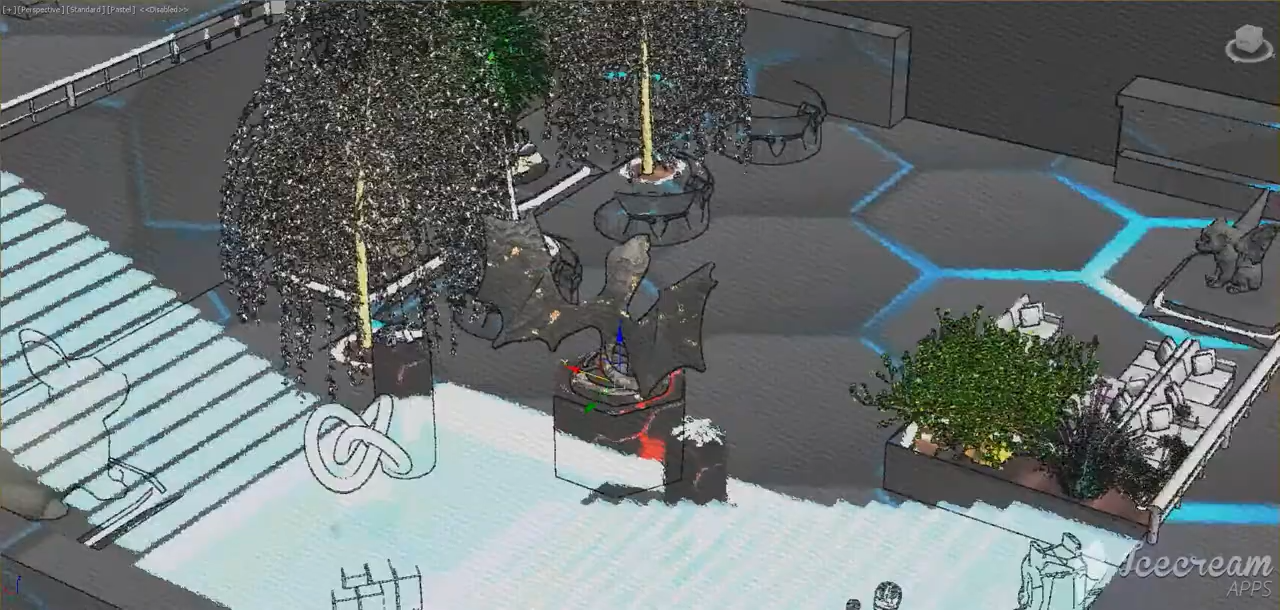 [+] [Perspective] [Standard] [Pastel] <<Disabled>>
Icecream
APPS